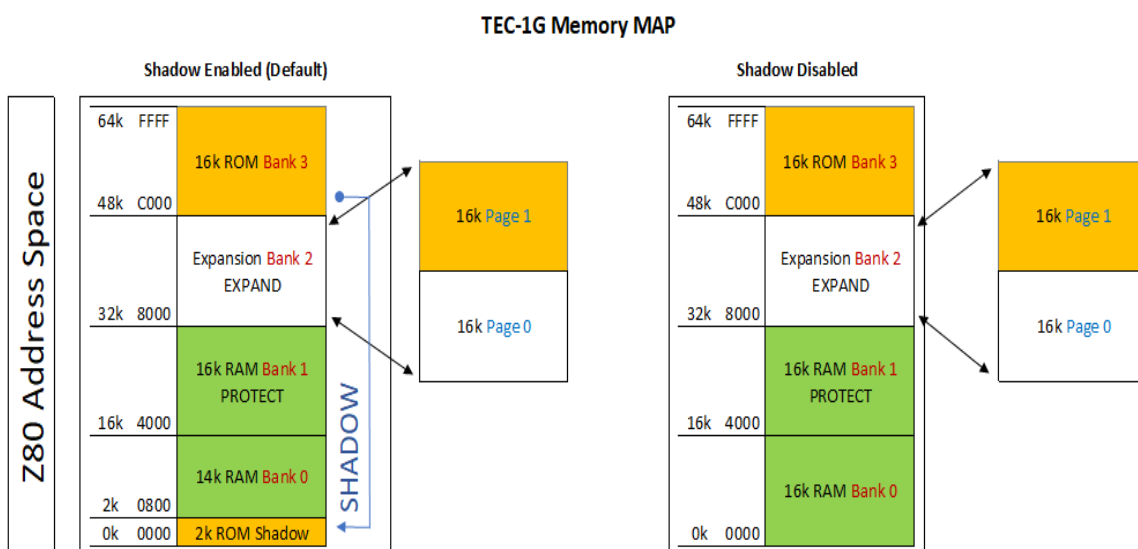 TEC-1G Memory MAP
Shadow Enabled (Default)
Shadow Disabled
Z80 Address Space
64k FFFF
16k ROM Bank 3
48k C000
Expansion Bank 2
EXPAND
32k 8000
16k RAM Bank 1
PROTECT
16k 4000
14k RAM Bank 0
2k 0800
0k 0000
2k ROM Shadow
SHADOW
16k Page 1
16k Page 0
64k FFFF
16k ROM Bank 3
48k C000
Expansion Bank 2
EXPAND
32k 8000
16k RAM Bank 1
PROTECT
16k 4000
16k RAM Bank 0
0k 0000
16k Page 1
16k Page 0